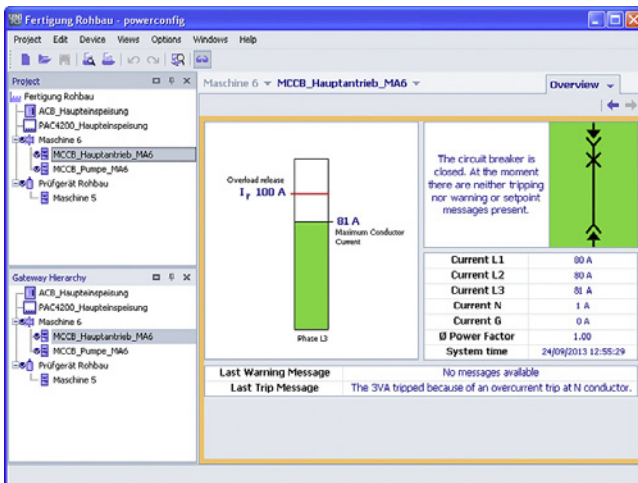 Fertigung Rohbau - powerconfig
Project Edit Device Views Options Windows Help
Project
Fertigung Rohbau
ACB_Haupteinspeisung
PAC4200_Haupteinspeisung
Maschine 6
MCCB_Hauptantrieb_MA6
MCCB_Pumpe_MA6
Prüfgerät Rohbau
Maschine 5
Gateway Hierarchy
ACB_Haupteinspeisung
PAC4200_Haupteinspeisung
Maschine 6
MCCB_Hauptantrieb_MA6
MCCB_Pumpe_MA6
Prüfgerät Rohbau
Maschine 5
Maschine 6 MCCB_Hauptantrieb_MA6
Overview
Overload release
Ir 100 A
81 A
Maximum Conductor
Current
Phase L3
The circuit breaker is
closed. At the moment
there are neither tripping
nor warning or setpoint
messages present.
Current L1 80 A
Current L2 80 A
Current L3 81 A
Current N 1 A
Current G 0 A
Ø Power Factor 1.00
System time 24/09/2013 12:55:29
Last Warning Message No messages available
Last Trip Message The 3VA tripped because of an overcurrent trip at N conductor.